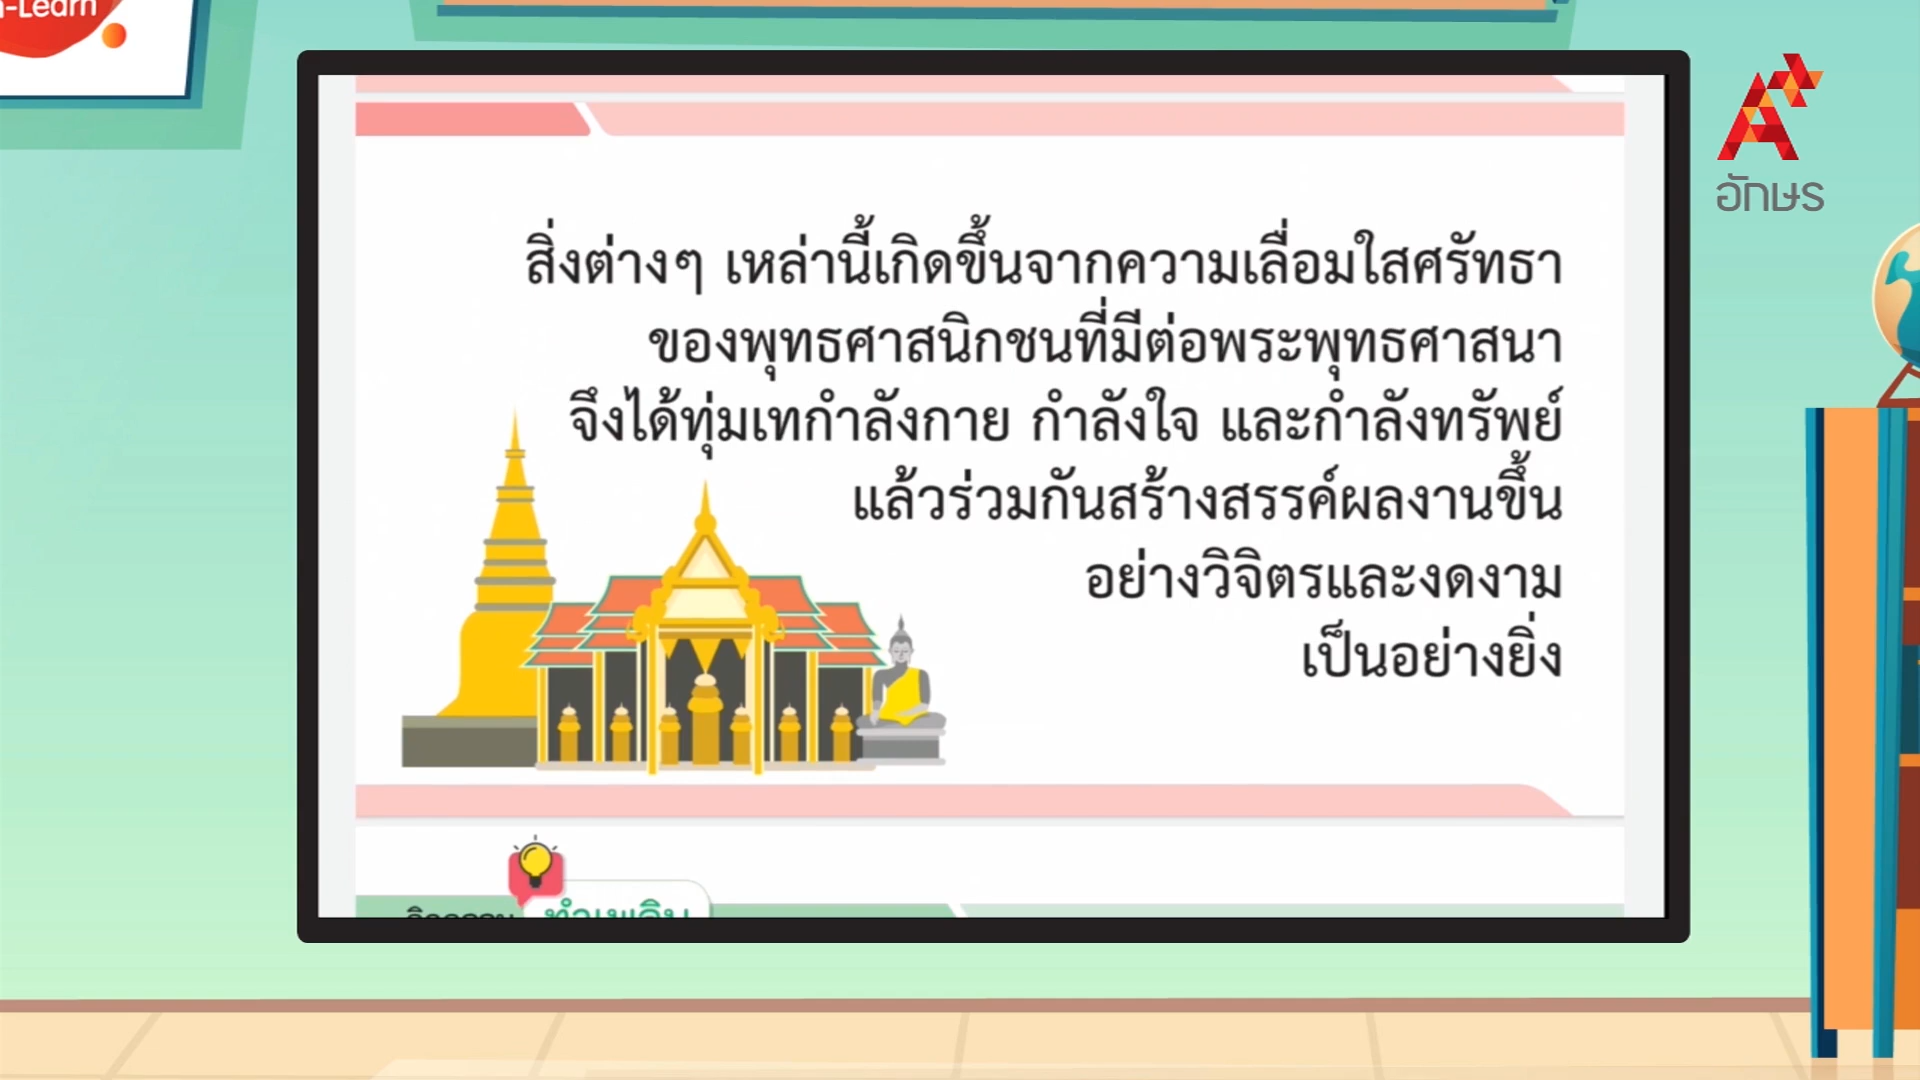 -Learn
อักษร
สิ่งต่างๆ เหล่านี้เกิดขึ้นจากความเลื่อมใสศรัทธา
ของพุทธศาสนิกชนที่มีต่อพระพุทธศาสนา
จึงได้ทุ่มเทกำลังกาย กำลังใจ และกำลังทรัพย์
แล้วร่วมกันสร้างสรรค์ผลงานขึ้น
อย่างวิจิตรและงดงาม
เป็นอย่างยิ่ง